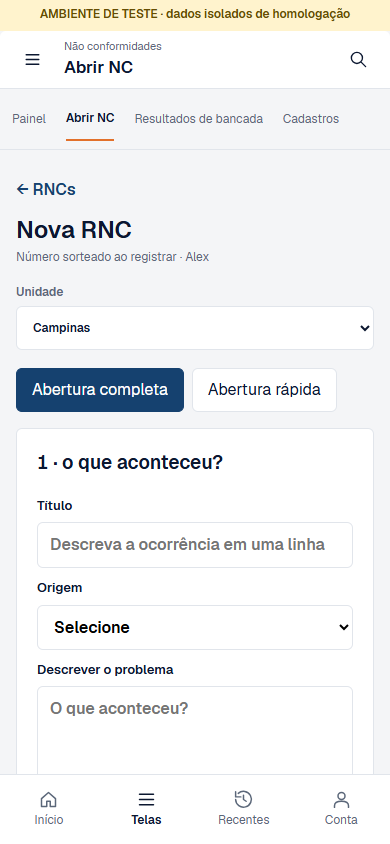 AMBIENTE DE TESTE · dados isolados de homologação
Não conformidades
Abrir NC
Painel
Abrir NC
Resultados de bancada
Cadastros
← RNCs
Nova RNC
Número sorteado ao registrar · Alex
Unidade
Campinas
Abertura completa
Abertura rápida
1 · o que aconteceu?
Título
Descreva a ocorrência em uma linha
Origem
Selecione
Descrever o problema
O que aconteceu?
Início
Telas
Recentes
Conta